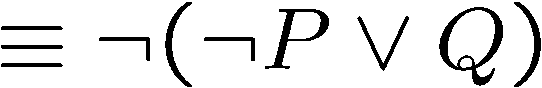 ≡ ¬(¬P ∨ Q)